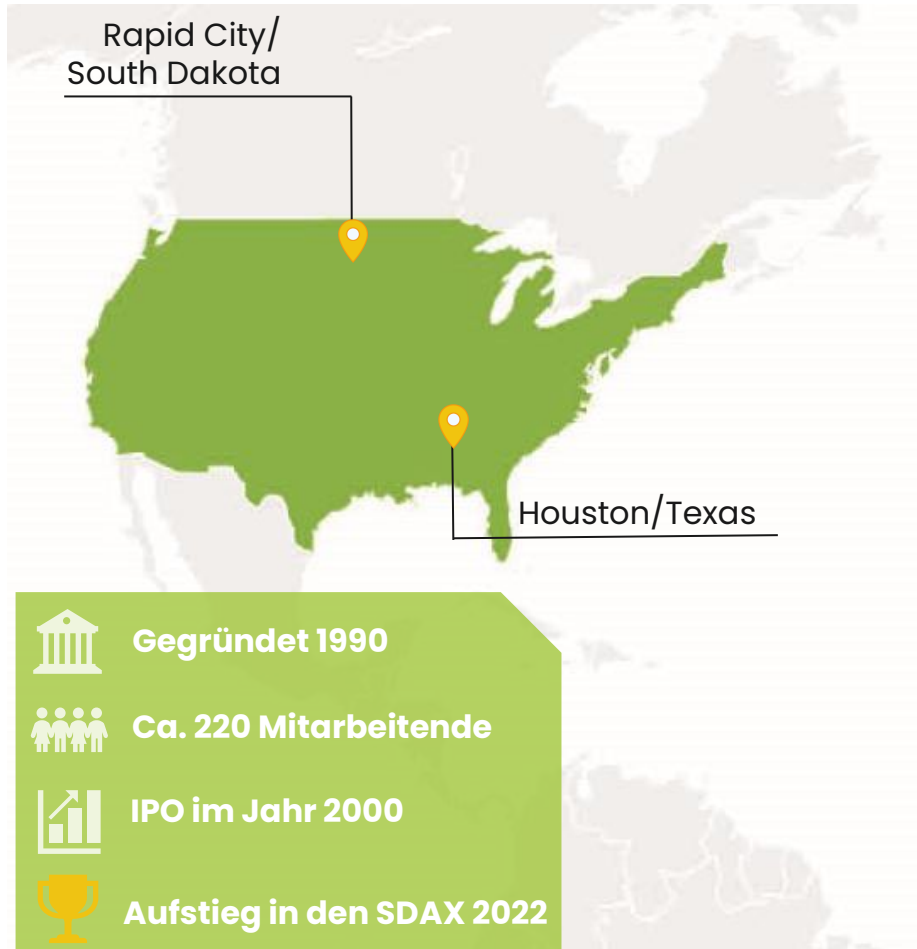 Rapid City/
South Dakota
Houston/Texas
Gegründet 1990
Ca. 220 Mitarbeitende
IPO im Jahr 2000
Aufstieg in den SDAX 2022